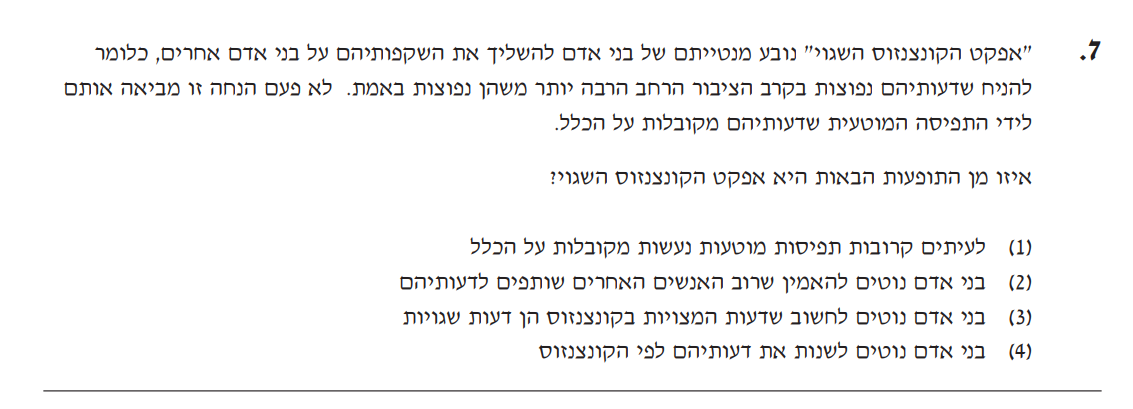 7. "אפקט הקונצנזוס השגוי" נובע מנטייתם של בני אדם להשליך את השקפותיהם על בני אדם אחרים, כלומר
להניח שדעותיהם נפוצות בקרב הציבור הרחב הרבה יותר משהן נפוצות באמת. לא פעם הנחה זו מביאה אותם
לידי התפיסה המוטעית שדעותיהם מקובלות על הכלל.
איזו מן התופעות הבאות היא אפקט הקונצנזוס השגוי?
(1) לעיתים קרובות תפיסות מוטעות נעשות מקובלות על הכלל
(2) בני אדם נוטים להאמין שרוב האנשים האחרים שותפים לדעותיהם
(3) בני אדם נוטים לחשוב שדעות המצויות בקונצנזוס הן דעות שגויות
(4) בני אדם נוטים לשנות את דעותיהם לפי הקונצנזוס